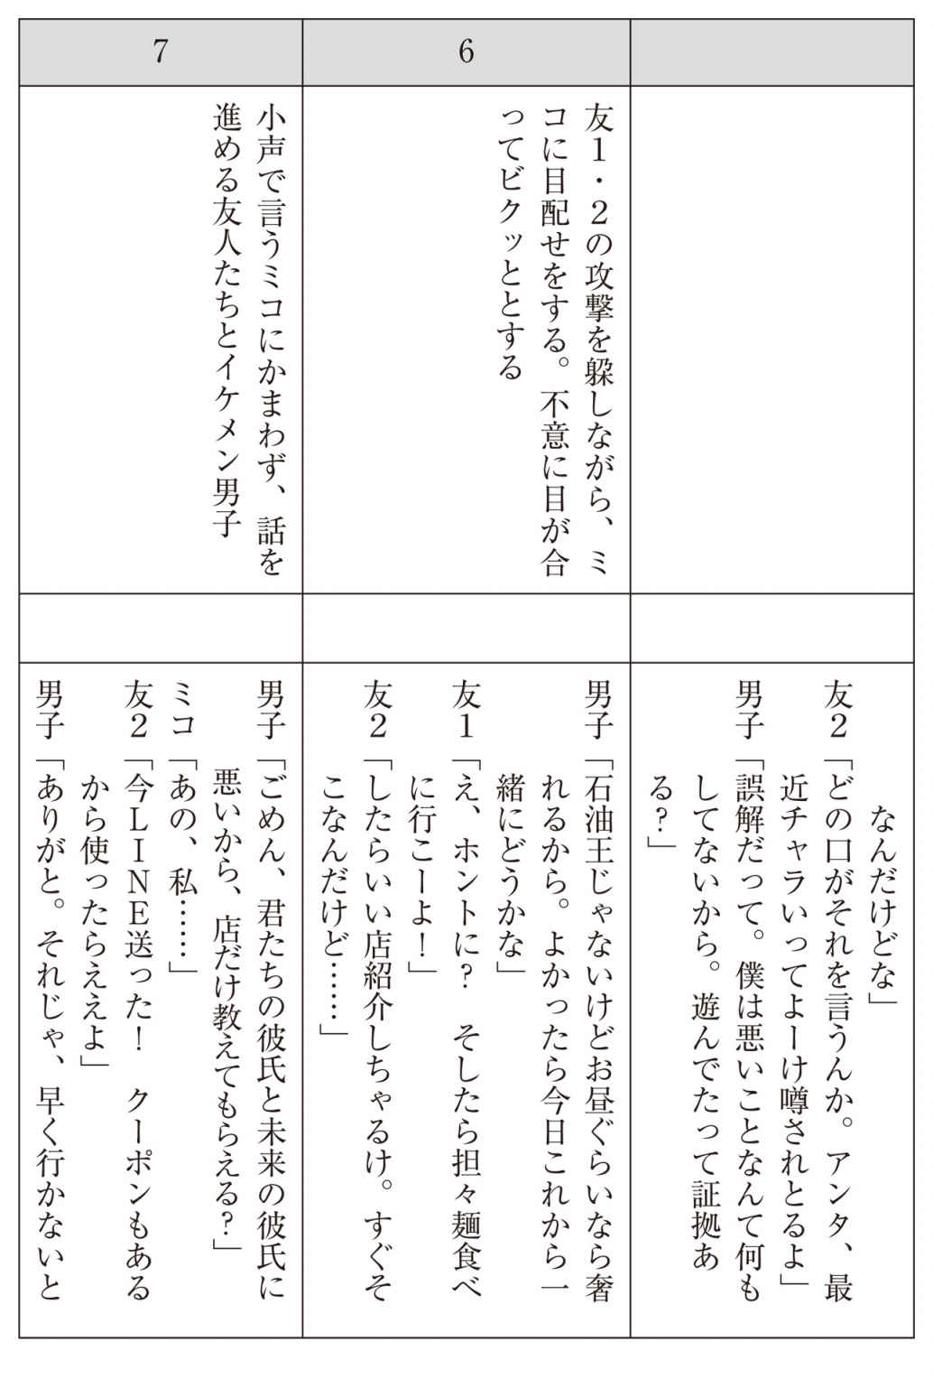 なんだけどな」
友２「どの口がそれを言うんか。アンタ、最
近チャラいってよーけ噂されとるよ」
男子「誤解だって。僕は悪いことなんて何も
してないから。遊んでたって証拠あ
る？」
6
友１・２の攻撃を躱しながら、ミ
コに目配せをする。不意に目が合
ってビクッととする
男子「石油王じゃないけどお昼ぐらいなら奢
れるから。よかったら今日これから一
緒にどうかな」
友１「え、ホントに？　そしたら担々麺食べ
に行こーよ！」
友２「したらいい店紹介しちゃるけ。すぐそ
こなんだけど……」
7
小声で言うミコにかまわず、話を
進める友人たちとイケメン男子
男子「ごめん、君たちの彼氏と未来の彼氏に
悪いから、店だけ教えてもらえる？」
ミコ「あの、私……」
友２「今ＬＩＮＥ送った！　クーポンもある
から使ったらええよ」
男子「ありがと。それじゃ、早く行かないと